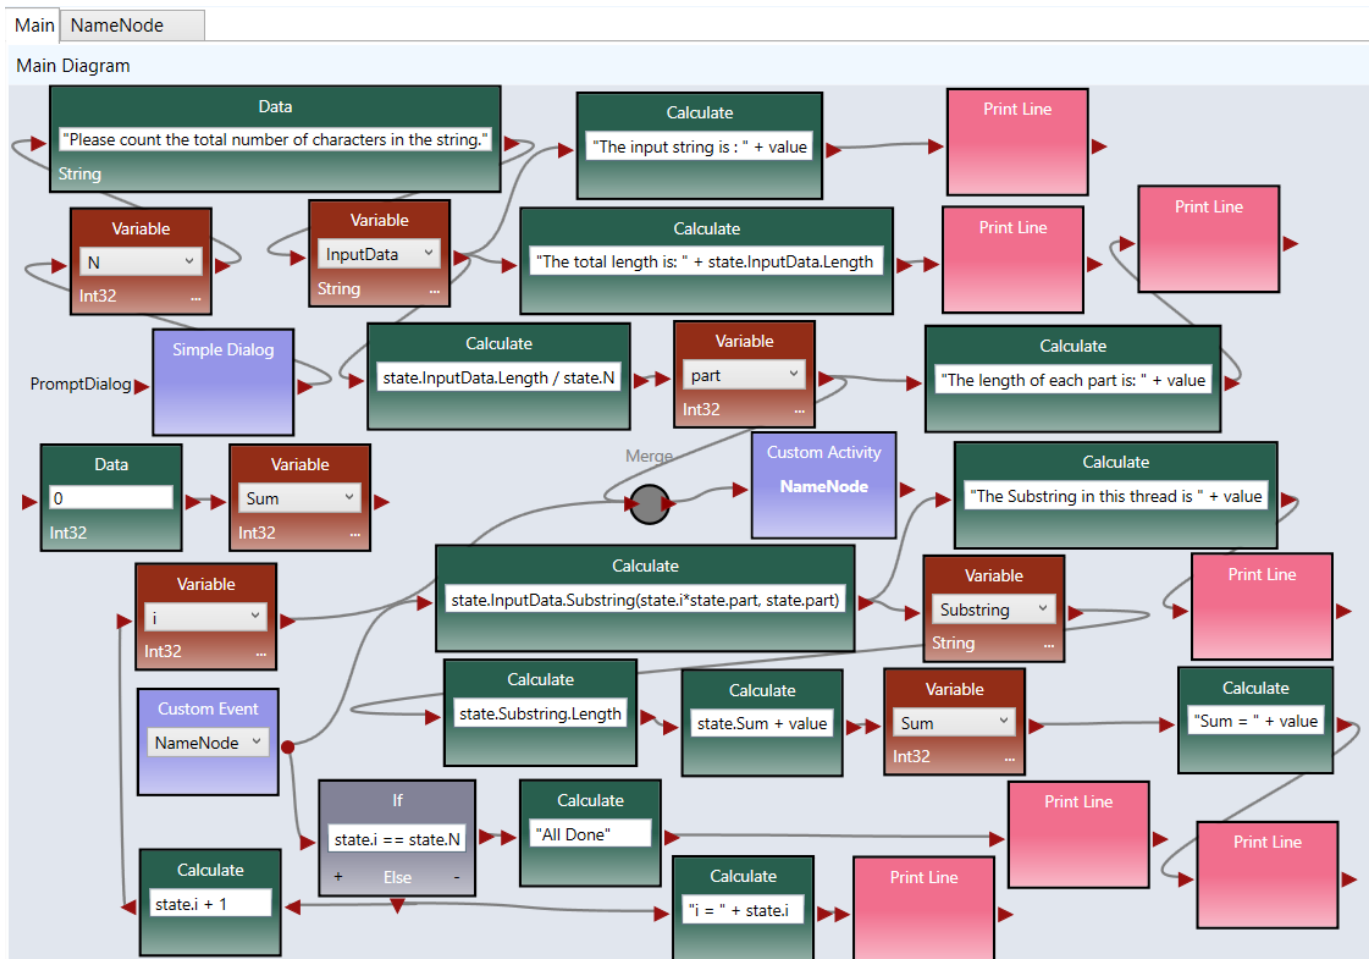 Main NameNode
Main Diagram
Data
"Please count the total number of characters in the string."
String
Calculate
"The input string is : " + value
Print Line
Variable
N
Int32
...
Variable
InputData
String
...
Calculate
"The total length is: " + state.InputData.Length
Print Line
Print Line
PromptDialog
Simple Dialog
Calculate
state.InputData.Length / state.N
Variable
part
Int32
...
Calculate
"The length of each part is: " + value
Data
0
Int32
Variable
Sum
Int32
...
Merge
Custom Activity
NameNode
Calculate
"The Substring in this thread is " + value
Variable
i
Int32
...
Calculate
state.InputData.Substring(state.i*state.part, state.part)
Variable
Substring
String
...
Print Line
Custom Event
NameNode
Calculate
state.Substring.Length
Calculate
state.Sum + value
Variable
Sum
Int32
...
Calculate
"Sum = " + value
If
state.i == state.N
+ Else -
Calculate
"All Done"
Print Line
Print Line
Calculate
state.i + 1
Calculate
"i = " + state.i
Print Line